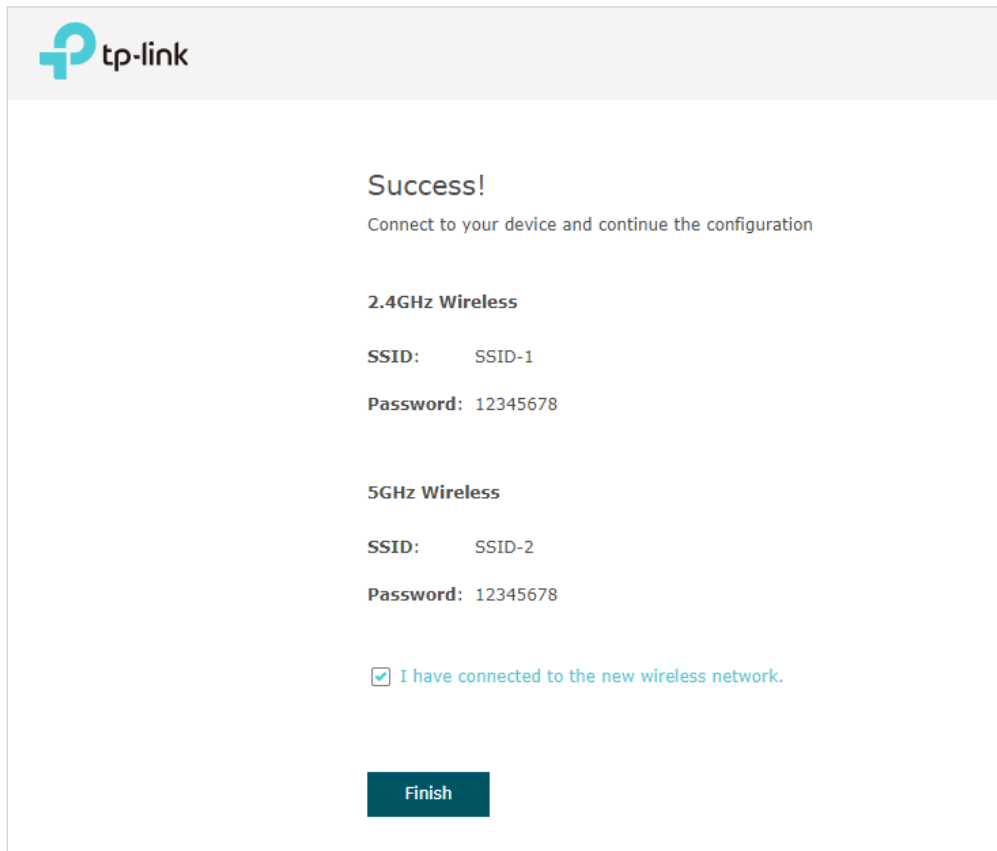 tp-link
Success!
Connect to your device and continue the configuration
2.4GHz Wireless
SSID: SSID-1
Password: 12345678
5GHz Wireless
SSID: SSID-2
Password: 12345678
I have connected to the new wireless network.
Finish